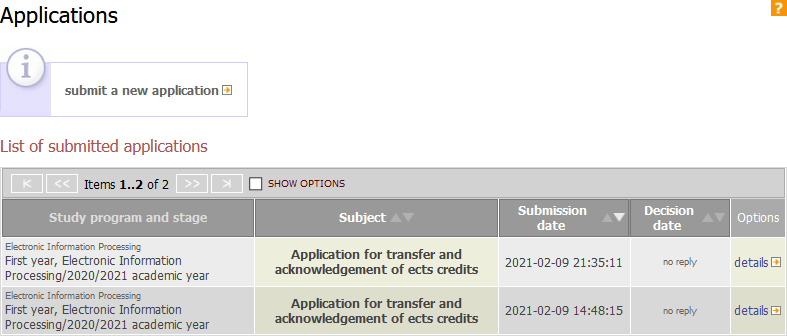 Applications
?
i
submit a new application
List of submitted applications
K << Items 1..2 of 2 >> >| SHOW OPTIONS
Study program and stage Subject Submission date Decision date Options
Electronic Information Processing
First year, Electronic Information
Processing/2020/2021 academic year
Application for transfer and
acknowledgement of ects credits
2021-02-09 21:35:11
no reply
details
Electronic Information Processing
First year, Electronic Information
Processing/2020/2021 academic year
Application for transfer and
acknowledgement of ects credits
2021-02-09 14:48:15
no reply
details